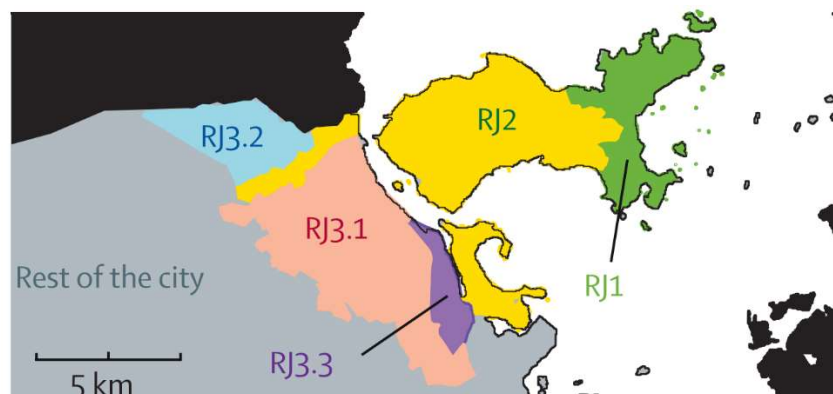 RJ3.2
RJ2
RJ3.1
Rest of the city
RJ1
RJ3.3
5 km